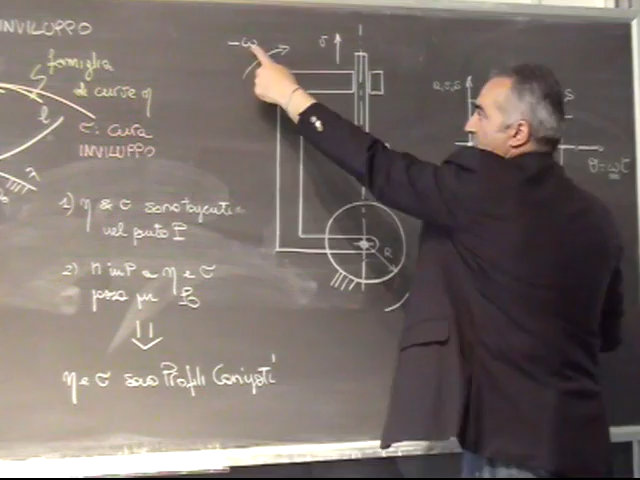 INVILUPPO
famiglia
di curve η
ℓ
σ: curva
INVILUPPO
λ
1) η & σ sono tangenti
nel punto P
2) n in P a η e σ
passa per
⇓
η e σ sono Profili Coniugati
-ω
σ
R
S
ϑ=ωt